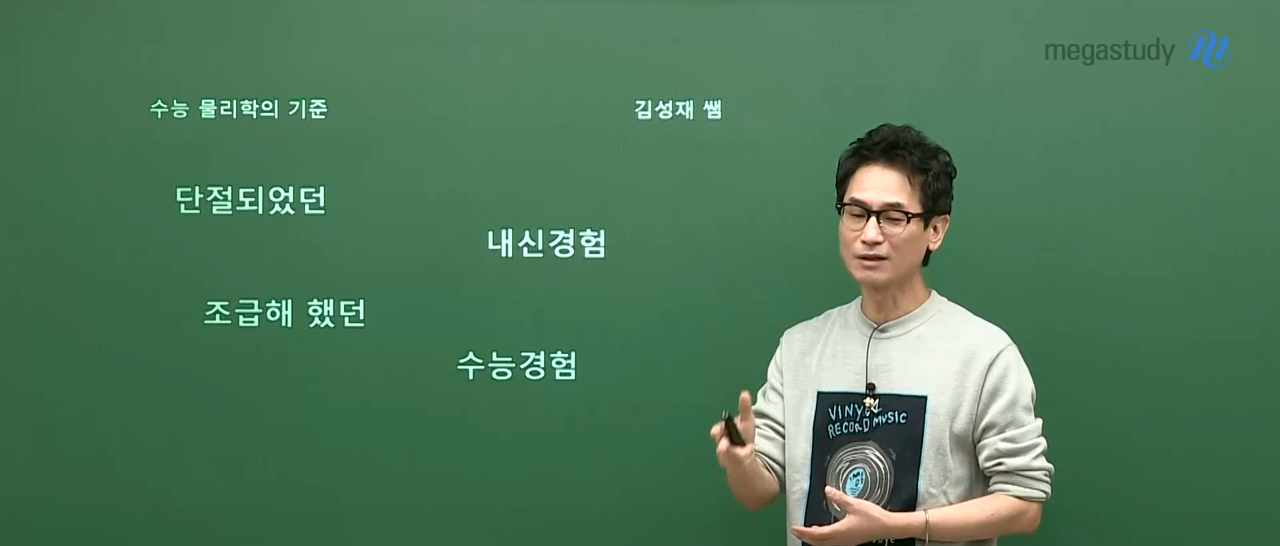 megastudy
수능 물리학의 기준
김성재 쌤
단절되었던
내신경험
조급해 했던
수능경험
VINYL
RECORD MUSIC